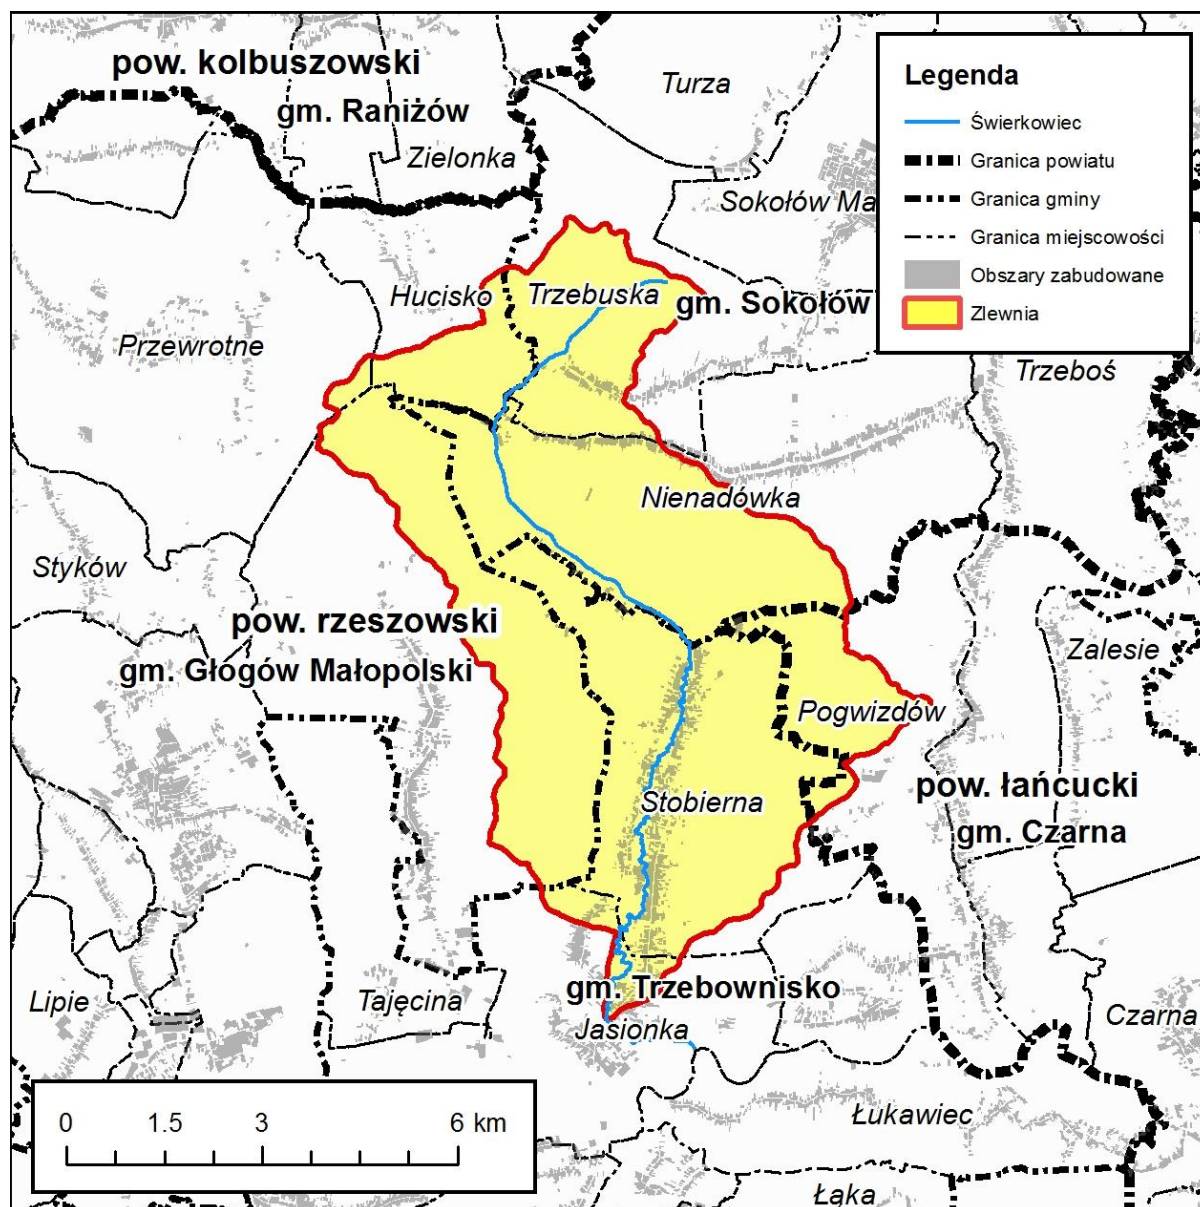 pow. kolbuszowski
gm. Raniżów
Zielonka
Turza
Sokołów Ma
Legenda
Świerkowiec
Granica powiatu
Granica gminy
Granica miejscowości
Obszary zabudowane
Zlewnia
Hucisko
Trzebuska
gm. Sokołów
Przewrotne
Trzeboś
Nienadówka
Styków
pow. rzeszowski
gm. Głogów Małopolski
Zalesie
Pogwizdów
Stobierna
pow. łańcucki
gm. Czarna
Lipie
Tajęcina
gm. Trzebownisko
Jasionka
Czarna
Łukawiec
Łąka
0 1.5 3 6 km